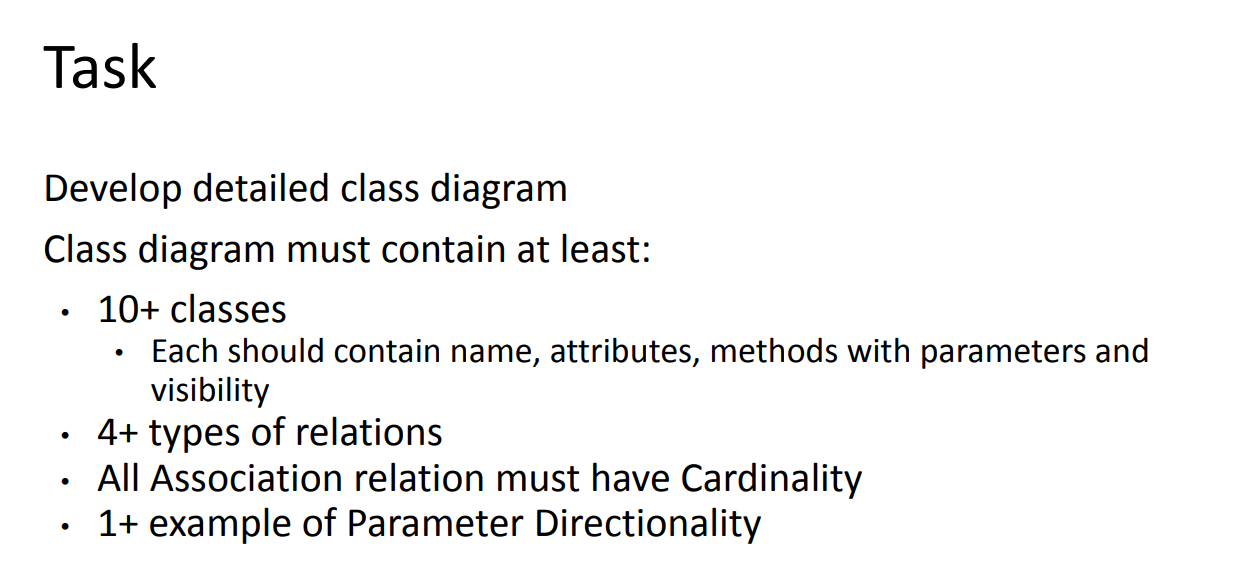 Task
Develop detailed class diagram
Class diagram must contain at least:
• 10+ classes
• Each should contain name, attributes, methods with parameters and
visibility
• 4+ types of relations
• All Association relation must have Cardinality
• 1+ example of Parameter Directionality